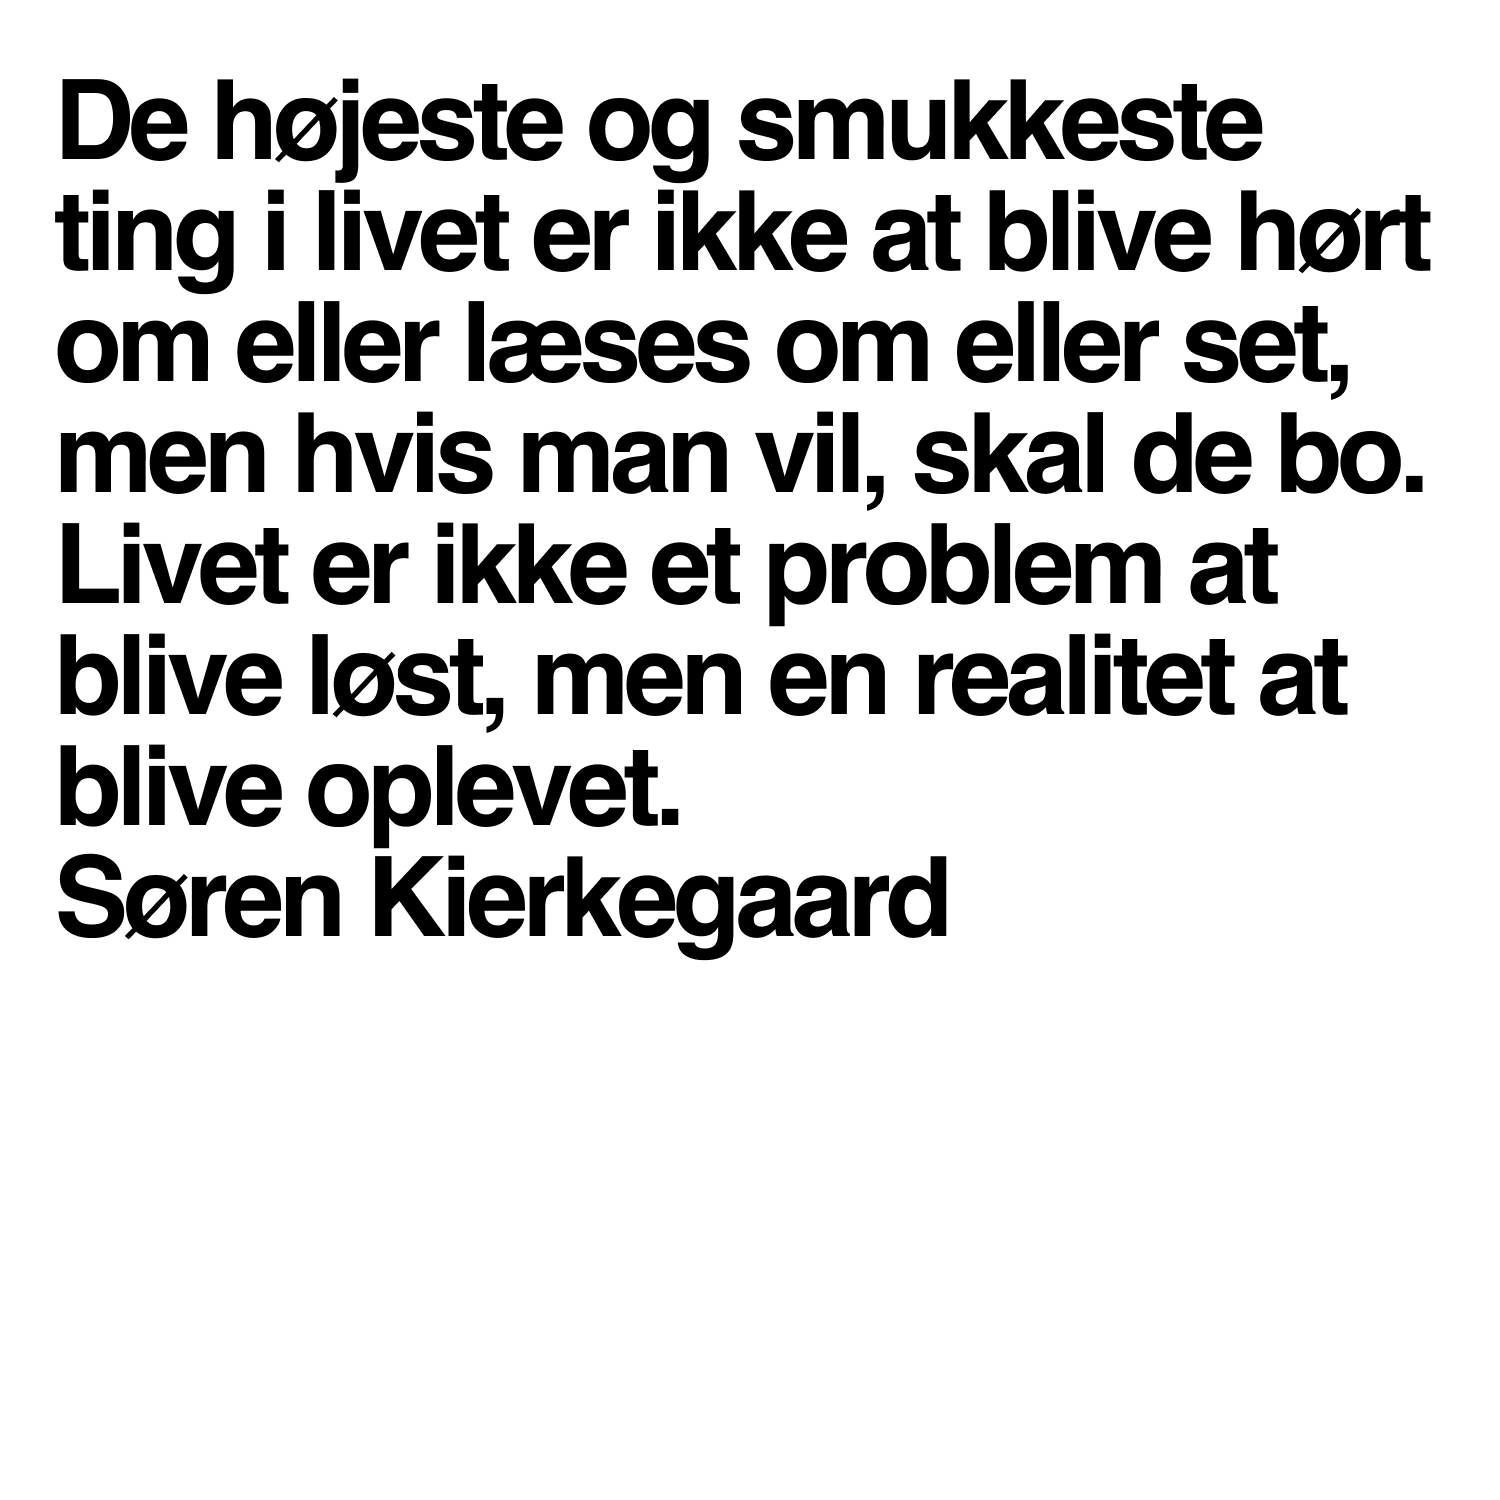 De højeste og smukkeste
ting i livet er ikke at blive hørt
om eller læses om eller set,
men hvis man vil, skal de bo.
Livet er ikke et problem at
blive løst, men en realitet at
blive oplevet.
Søren Kierkegaard